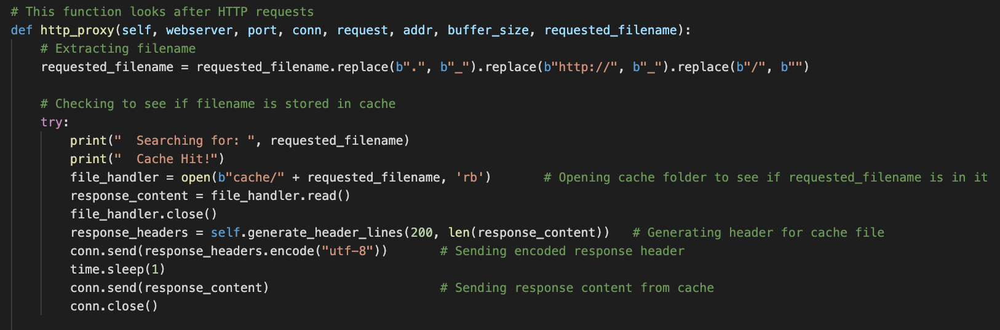 # This function looks after HTTP requests
def http_proxy(self, webserver, port, conn, request, addr, buffer_size, requested_filename):
    # Extracting filename
    requested_filename = requested_filename.replace(b".", b"_").replace(b"http://", b"_").replace(b"/", b"")

    # Checking to see if filename is stored in cache
    try:
        print("  Searching for: ", requested_filename)
        print("  Cache Hit!")
        file_handler = open(b"cache/" + requested_filename, 'rb')       # Opening cache folder to see if requested_filename is in it
        response_content = file_handler.read()
        file_handler.close()
        response_headers = self.generate_header_lines(200, len(response_content))   # Generating header for cache file
        conn.send(response_headers.encode("utf-8"))       # Sending encoded response header
        time.sleep(1)
        conn.send(response_content)                       # Sending response content from cache
        conn.close()